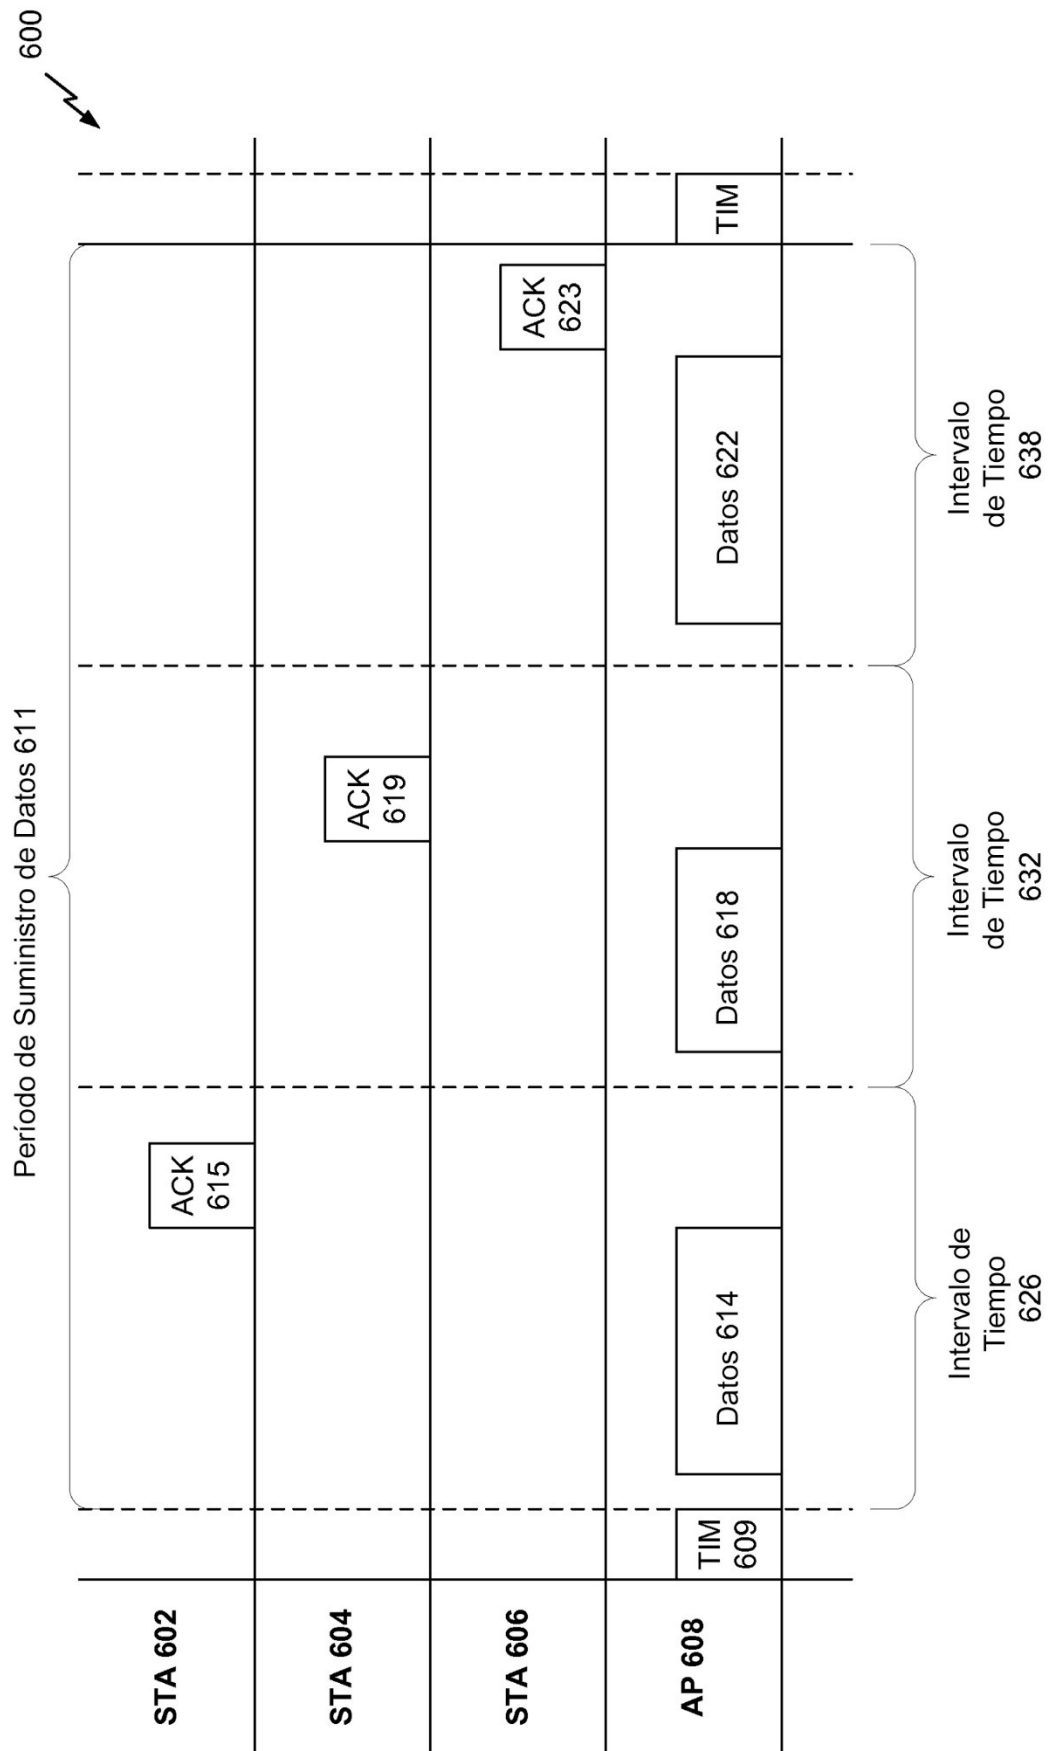 600
Período de Suministro de Datos 611
STA 602
ACK
615
STA 604
ACK
619
STA 606
ACK
623
AP 608
TIM
609
Datos 614
Datos 618
Datos 622
TIM
Intervalo de
Tiempo
626
Intervalo
de Tiempo
632
Intervalo
de Tiempo
638